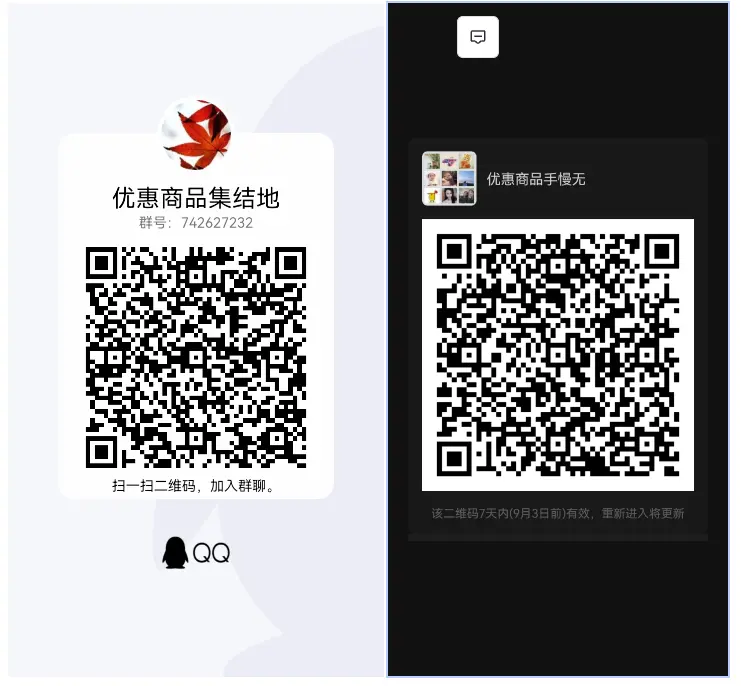 优惠商品集结地
群号：742627232
扫一扫二维码，加入群聊。
QQ
优惠商品手慢无
该二维码7天内(9月3日前)有效，重新进入将更新